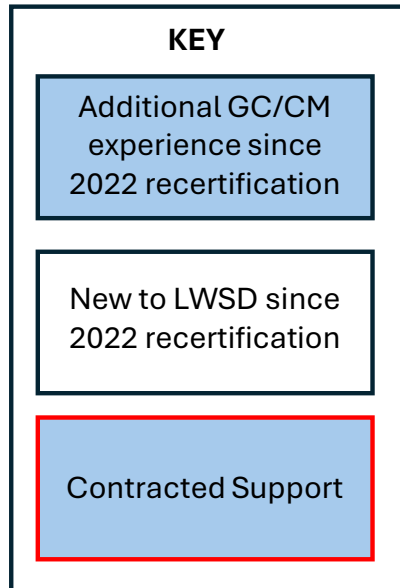 KEY
Additional GC/CM
experience since
2022 recertification
New to LWSD since
2022 recertification
Contracted Support